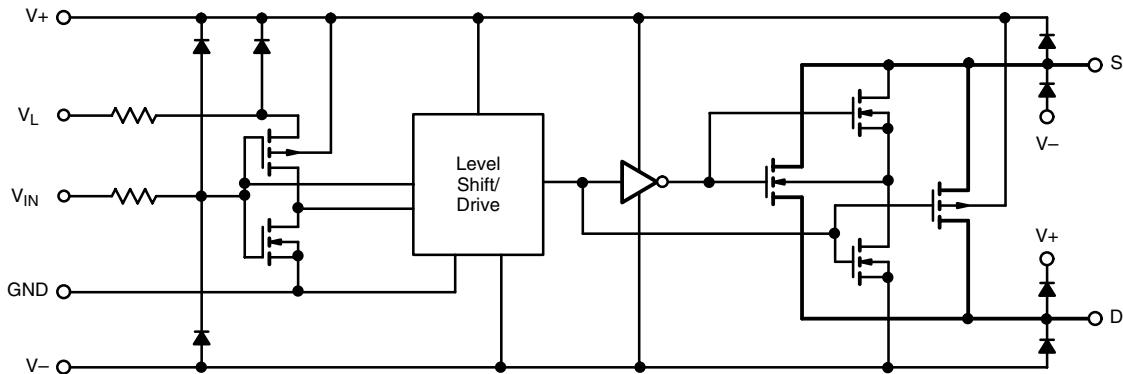 V+
S
V_L
V–
Level
Shift/
Drive
V_IN
V+
GND
D
V–